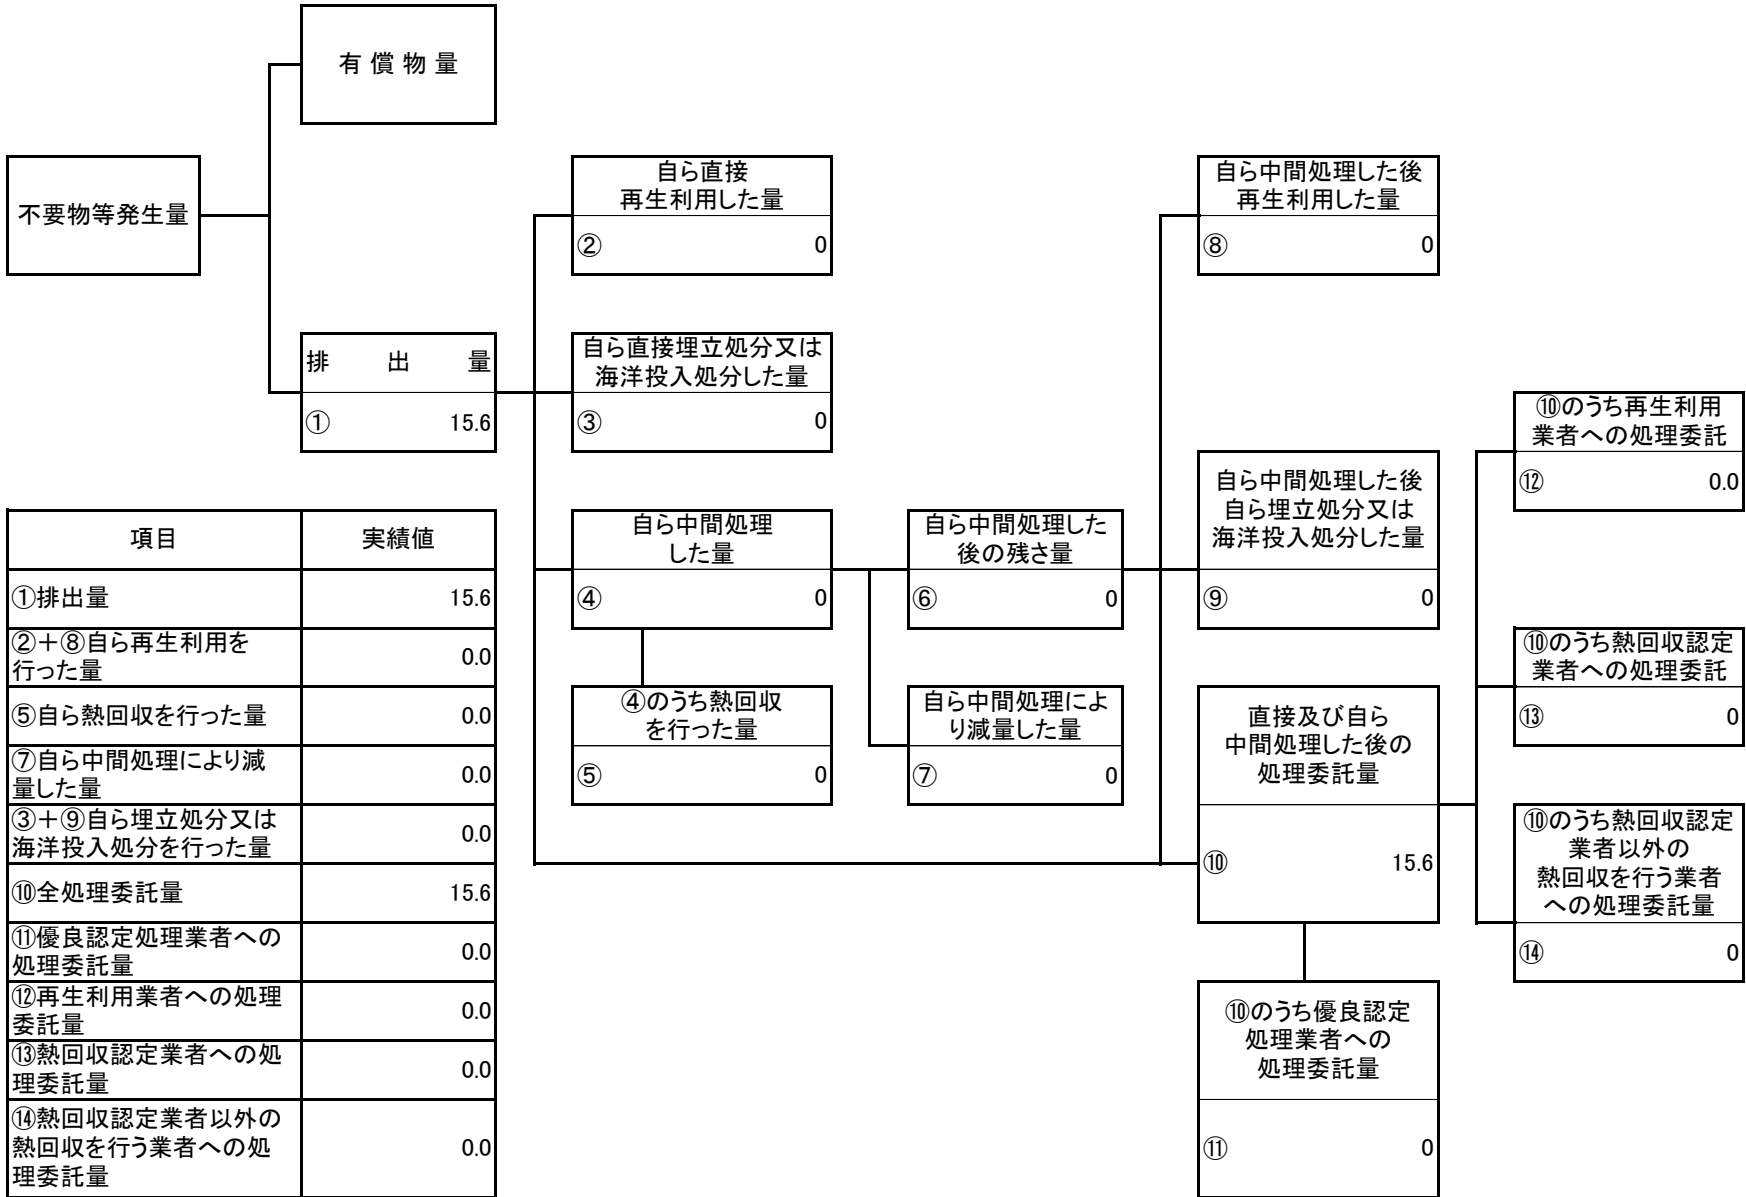 有 償 物 量
不要物等発生量
排 出 量
① 15.6
自ら直接
再生利用した量
② 0
自ら直接埋立処分又は
海洋投入処分した量
③ 0
自ら中間処理
した量
④ 0
④のうち熱回収
を行った量
⑤ 0
自ら中間処理した
後の残さ量
⑥ 0
自ら中間処理によ
り減量した量
⑦ 0
自ら中間処理した後
再生利用した量
⑧ 0
自ら中間処理した後
自ら埋立処分又は
海洋投入処分した量
⑨ 0
直接及び自ら
中間処理した後の
処理委託量
⑩ 15.6
⑩のうち優良認定
処理業者への
処理委託量
⑪ 0
⑩のうち再生利用
業者への処理委託
⑫ 0.0
⑩のうち熱回収認定
業者への処理委託
⑬ 0
⑩のうち熱回収認定
業者以外の
熱回収を行う業者
への処理委託量
⑭ 0
項目 実績値
①排出量 15.6
②＋⑧自ら再生利用を
行った量 0.0
⑤自ら熱回収を行った量 0.0
⑦自ら中間処理により減
量した量 0.0
③＋⑨自ら埋立処分又は
海洋投入処分を行った量 0.0
⑩全処理委託量 15.6
⑪優良認定処理業者への
処理委託量 0.0
⑫再生利用業者への処理
委託量 0.0
⑬熱回収認定業者への処
理委託量 0.0
⑭熱回収認定業者以外の
熱回収を行う業者への処 0.0
理委託量